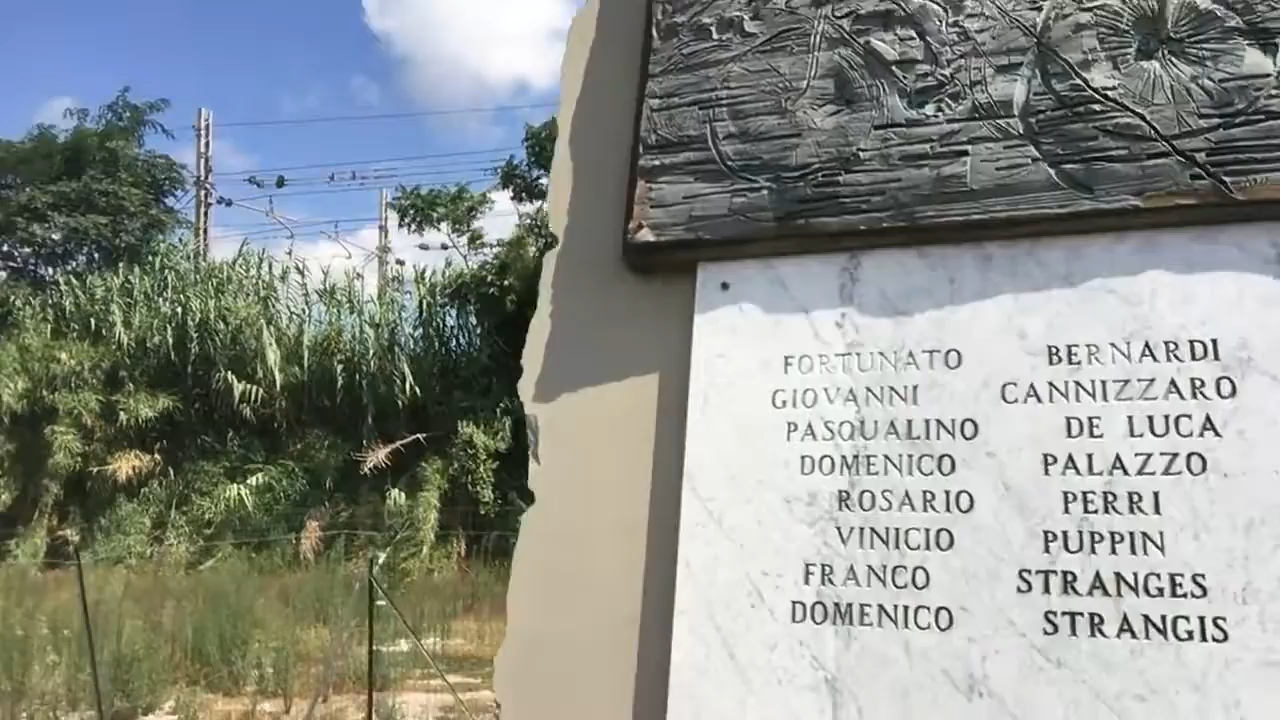 FORTUNATO BERNARDI
GIOVANNI CANNIZZARO
PASQUALINO DE LUCA
DOMENICO PALAZZO
ROSARIO PERRI
VINICIO PUPPIN
FRANCO STRANGES
DOMENICO STRANGIS